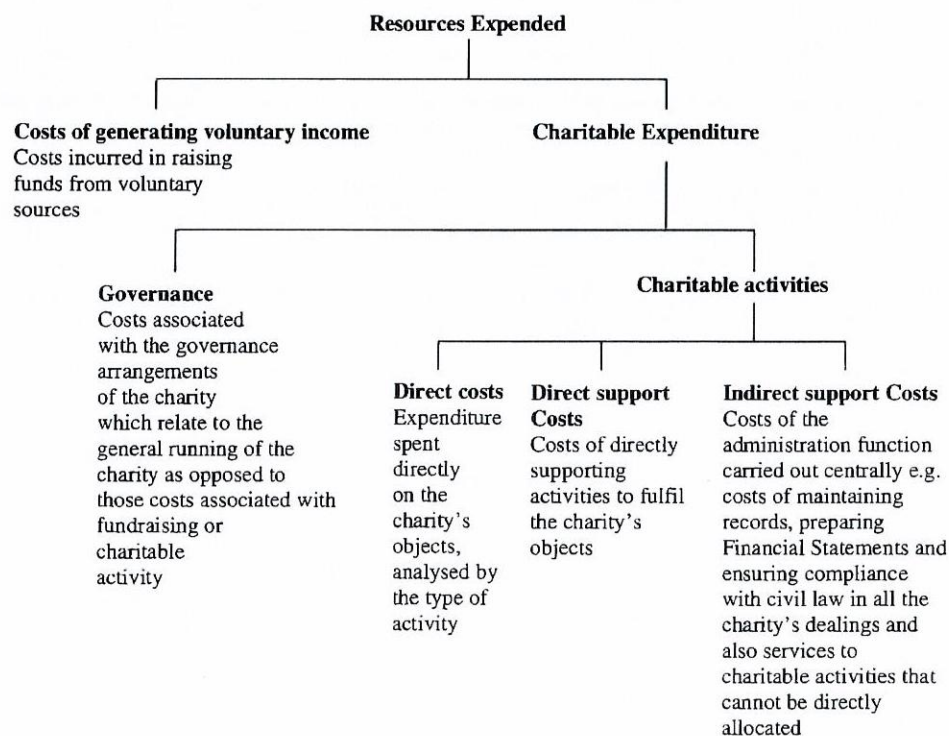 Resources Expended
Costs of generating voluntary income
Costs incurred in raising
funds from voluntary
sources
Charitable Expenditure
Governance
Costs associated
with the governance
arrangements
of the charity
which relate to the
general running of the
charity as opposed to
those costs associated with
fundraising or
charitable
activity
Charitable activities
Direct costs
Expenditure
spent
directly
on the
charity's
objects,
analysed by
the type of
activity
Direct support
Costs
Costs of directly
supporting
activities to fulfil
the charity's
objects
Indirect support Costs
Costs of the
administration function
carried out centrally e.g.
costs of maintaining
records, preparing
Financial Statements and
ensuring compliance
with civil law in all the
charity's dealings and
also services to
charitable activities that
cannot be directly
allocated